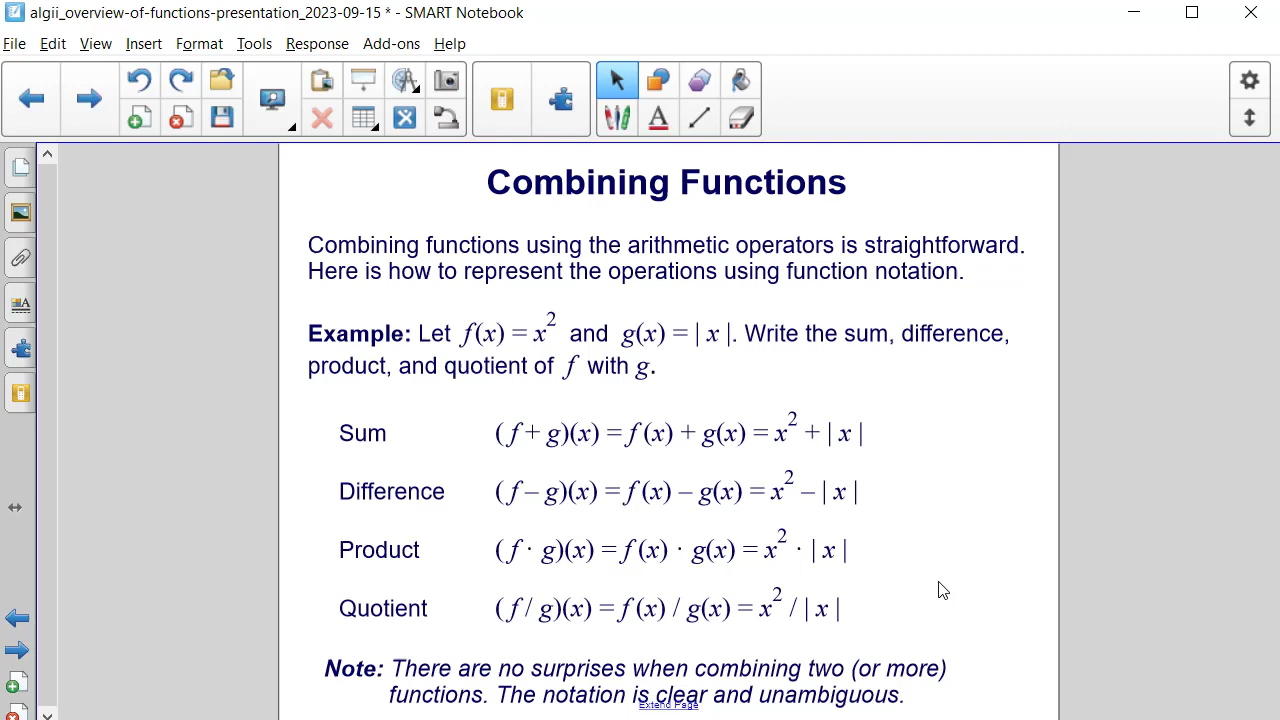 algii_overview-of-functions-presentation_2023-09-15 * - SMART Notebook
File Edit View Insert Format Tools Response Add-ons Help
Combining Functions
Combining functions using the arithmetic operators is straightforward.
Here is how to represent the operations using function notation.
Example: Let f(x) = x² and g(x) = | x |. Write the sum, difference,
product, and quotient of f with g.
Sum (f + g)(x) = f(x) + g(x) = x² + | x |
Difference (f – g)(x) = f(x) – g(x) = x² – | x |
Product (f · g)(x) = f(x) · g(x) = x² · | x |
Quotient (f / g)(x) = f(x) / g(x) = x² / | x |
Note: There are no surprises when combining two (or more)
functions. The notation is clear and unambiguous.
Extend Page